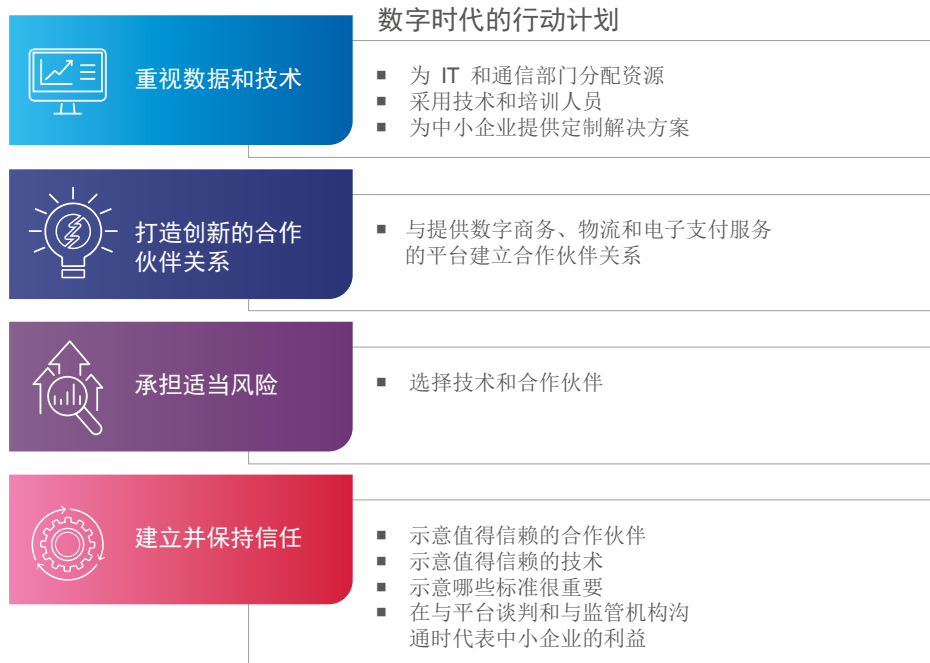 数字时代的行动计划
重视数据和技术
■ 为 IT 和通信部门分配资源
■ 采用技术和培训人员
■ 为中小企业提供定制解决方案
打造创新的合作
伙伴关系
■ 与提供数字商务、物流和电子支付服务
的平台建立合作伙伴关系
承担适当风险
■ 选择技术和合作伙伴
建立并保持信任
■ 示意值得信赖的合作伙伴
■ 示意值得信赖的技术
■ 示意哪些标准很重要
■ 在与平台谈判和与监管机构沟
通时代表中小企业的利益